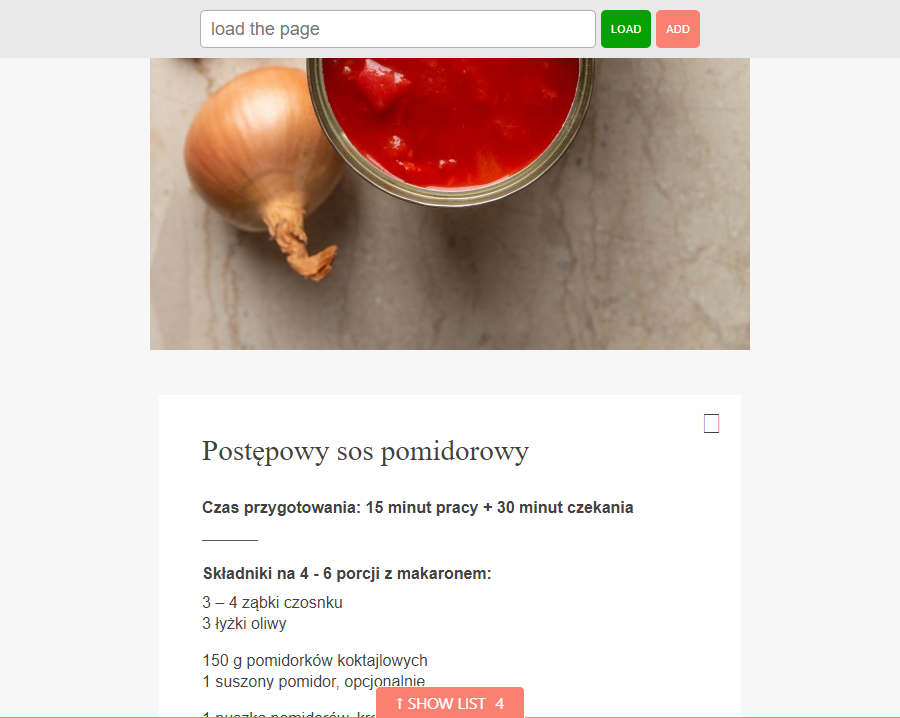 load the page
LOAD
ADD
Postępowy sos pomidorowy
Czas przygotowania: 15 minut pracy + 30 minut czekania
Składniki na 4 - 6 porcji z makaronem:
3 – 4 ząbki czosnku
3 łyżki oliwy
150 g pomidorków koktajlowych
1 suszony pomidor, opcjonalnie
↑ SHOW LIST 4
1 puszka pomidorów,